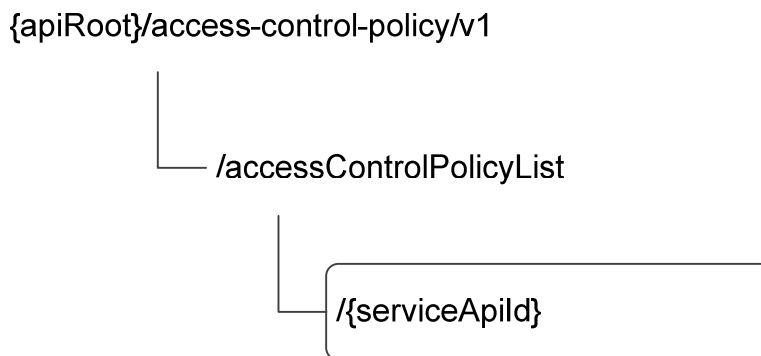 {apiRoot}/access-control-policy/v1
/accessControlPolicyList
/{serviceApiId}